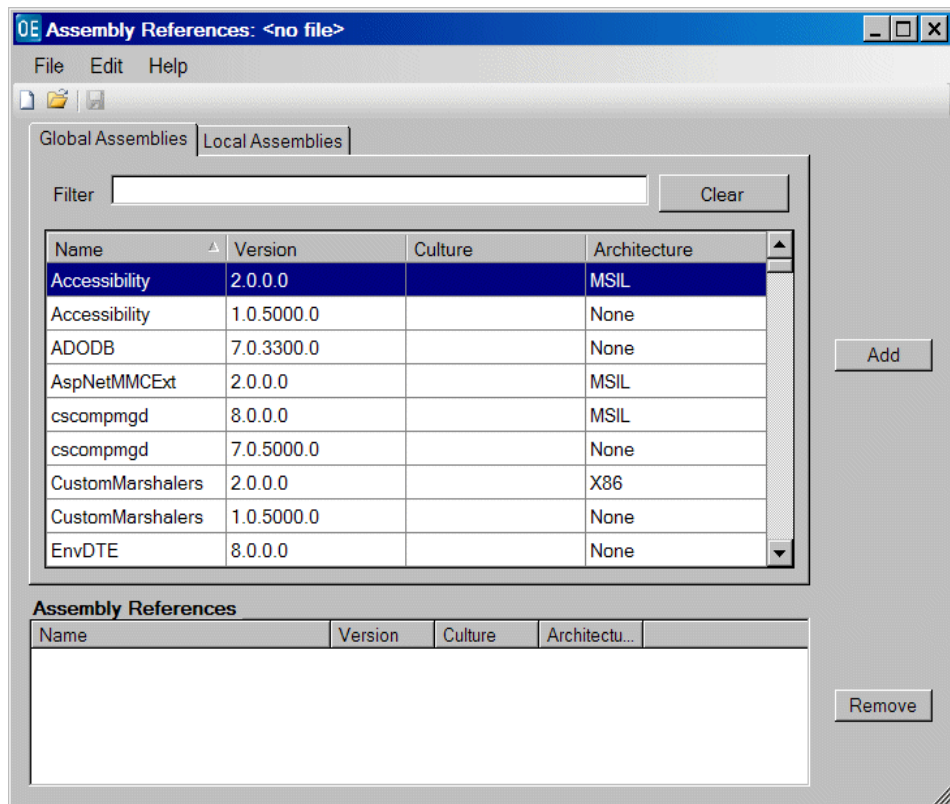 OE Assembly References: <no file>
File Edit Help
Global Assemblies Local Assemblies
Filter Clear
Name Version Culture Architecture
Accessibility 2.0.0.0 MSIL
Accessibility 1.0.5000.0 None
ADODB 7.0.3300.0 None
Add
AspNetMMCExt 2.0.0.0 MSIL
cscompmgd 8.0.0.0 MSIL
cscompmgd 7.0.5000.0 None
CustomMarshalers 2.0.0.0 X86
CustomMarshalers 1.0.5000.0 None
EnvDTE 8.0.0.0 None
Assembly References
Name Version Culture Architectu...
Remove